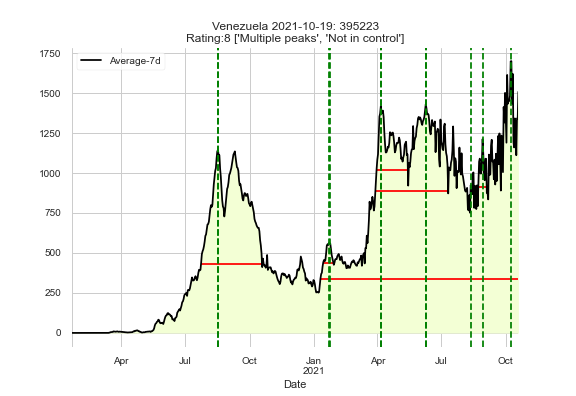 Venezuela 2021-10-19: 395223
Rating:8 ['Multiple peaks', 'Not in control']
Average-7d
1750
1500
1250
1000
750
500
250
0
Apr
Jul
Oct
Jan
2021
Apr
Jul
Oct
Date